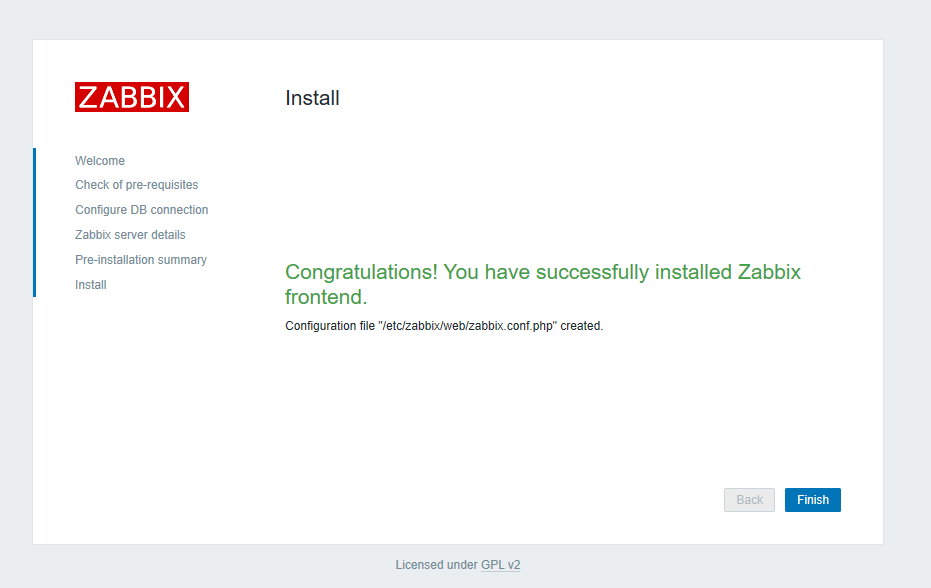 ZABBIX
Install
Welcome
Check of pre-requisites
Configure DB connection
Zabbix server details
Pre-installation summary
Install
Congratulations! You have successfully installed Zabbix
frontend.
Configuration file "/etc/zabbix/web/zabbix.conf.php" created.
Back
Finish
Licensed under GPL v2